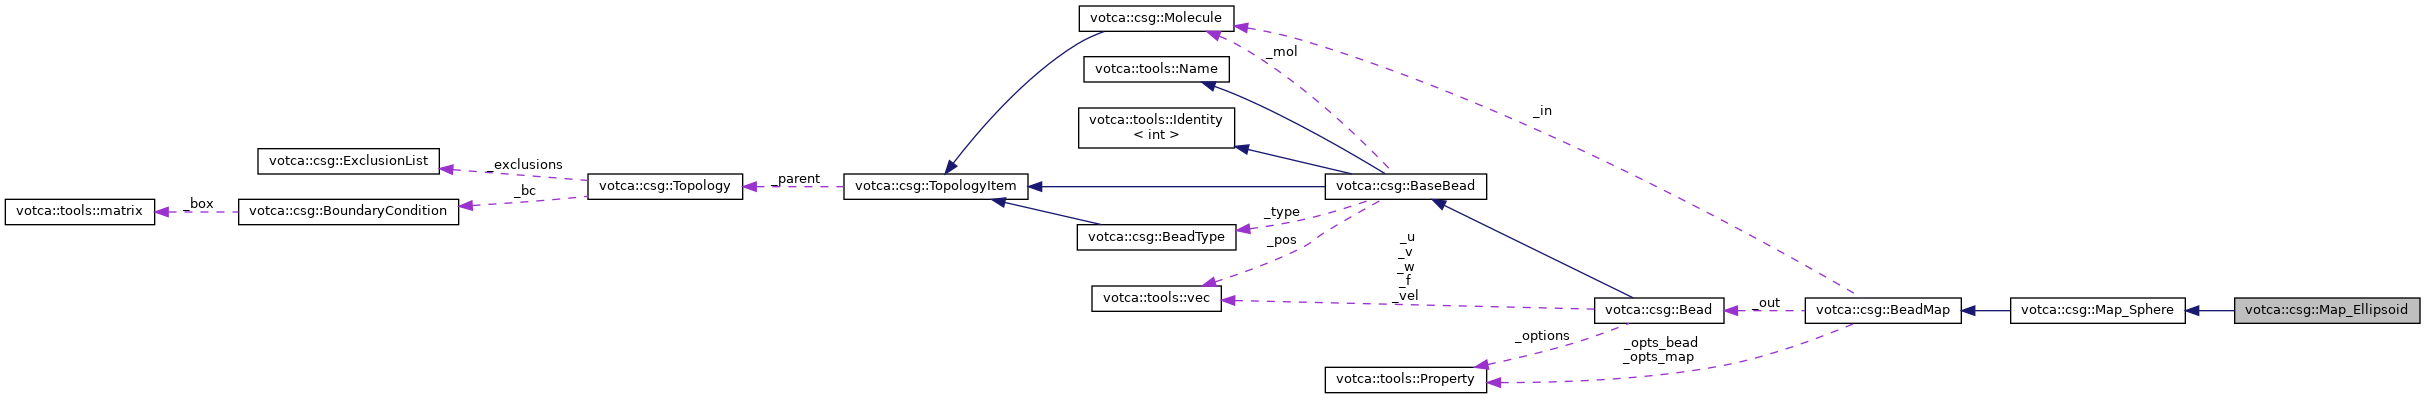 votca::csg::Molecule
_mol
votca::tools::Name
_in
votca::tools::Identity
< int >
votca::csg::ExclusionList
_exclusions
votca::csg::Topology
_parent
votca::csg::TopologyItem
votca::csg::BaseBead
_bc
votca::tools::matrix
_box
votca::csg::BoundaryCondition
_type
votca::csg::BeadType
_pos
_u
_v
_w
_f
_vel
votca::tools::vec
votca::csg::Bead
_out
votca::csg::BeadMap
votca::csg::Map_Sphere
votca::csg::Map_Ellipsoid
_options
_opts_bead
_opts_map
votca::tools::Property